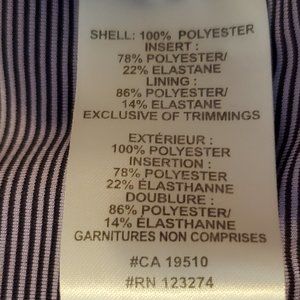 SHELL: 100% POLYESTER
INSERT :
78% POLYESTER/
22% ELASTANE
LINING :
86% POLYESTER/
14% ELASTANE
EXCLUSIVE OF TRIMMINGS
EXTÉRIEUR :
100% POLYESTER
INSERTION :
78% POLYESTER/
22% ÉLASTHANNE
DOUBLURE :
86% POLYESTER/
14% ÉLASTHANNE
GARNITURES NON COMPRISES
#CA 19510
#RN 123274